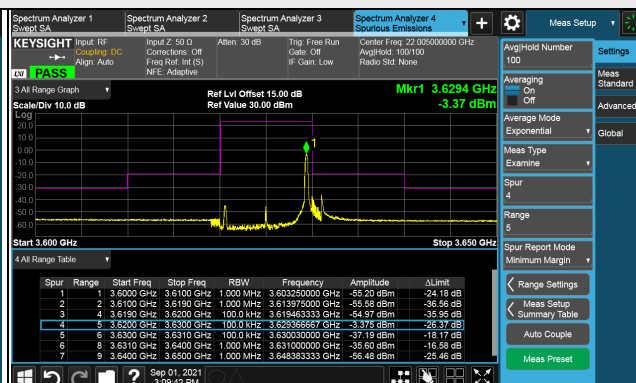 Spectrum Analyzer 1
Swept SA
Spectrum Analyzer 2
Swept SA
Spectrum Analyzer 3
Swept SA
Spectrum Analyzer 4
Spurious Emissions
Meas Setup
KEYSIGHT
Input: RF
Coupling: DC
Align: Auto
LXI
PASS
Input Z: 50 Ω
Corrections: Off
Freq Ref: Int (S)
NFE: Adaptive
Atten: 30 dB
Trig: Free Run
Gate: Off
IF Gain: Low
Center Freq: 22.005000000 GHz
Avg|Hold: 100/100
Radio Std: None
3 All Range Graph
Scale/Div 10.0 dB
Ref Lvl Offset 15.00 dB
Ref Value 30.00 dBm
Mkr1 3.6294 GHz
-3.37 dBm
Log
20.0
10.0
0.00
-10.0
-20.0
-30.0
-40.0
-50.0
-60.0
1
Start 3.600 GHz
Stop 3.650 GHz
4 All Range Table
Spur Range Start Freq Stop Freq RBW Frequency Amplitude ΔLimit
1 1 3.6000 GHz 3.6100 GHz 1.000 MHz 3.603250000 GHz -55.20 dBm -24.18 dB
2 2 3.6100 GHz 3.6190 GHz 1.000 MHz 3.613975000 GHz -55.58 dBm -36.56 dB
3 4 3.6190 GHz 3.6200 GHz 100.0 kHz 3.619463333 GHz -54.97 dBm -35.95 dB
4 5 3.6200 GHz 3.6300 GHz 100.0 kHz 3.629366667 GHz -3.375 dBm -26.37 dB
5 6 3.6300 GHz 3.6310 GHz 100.0 kHz 3.630030000 GHz -37.19 dBm -18.17 dB
6 8 3.6310 GHz 3.6400 GHz 1.000 MHz 3.631000000 GHz -35.60 dBm -16.58 dB
7 9 3.6400 GHz 3.6500 GHz 1.000 MHz 3.648383333 GHz -56.48 dBm -25.46 dB
Avg|Hold Number
100
Averaging
On
Off
Average Mode
Exponential
Meas Type
Examine
Spur
4
Range
5
Spur Report Mode
Minimum Margin
Range Settings
Meas Setup
Summary Table
Auto Couple
Meas Preset
Settings
Meas
Standard
Advanced
Global
?
Sep 01, 2021
3:09:42 PM